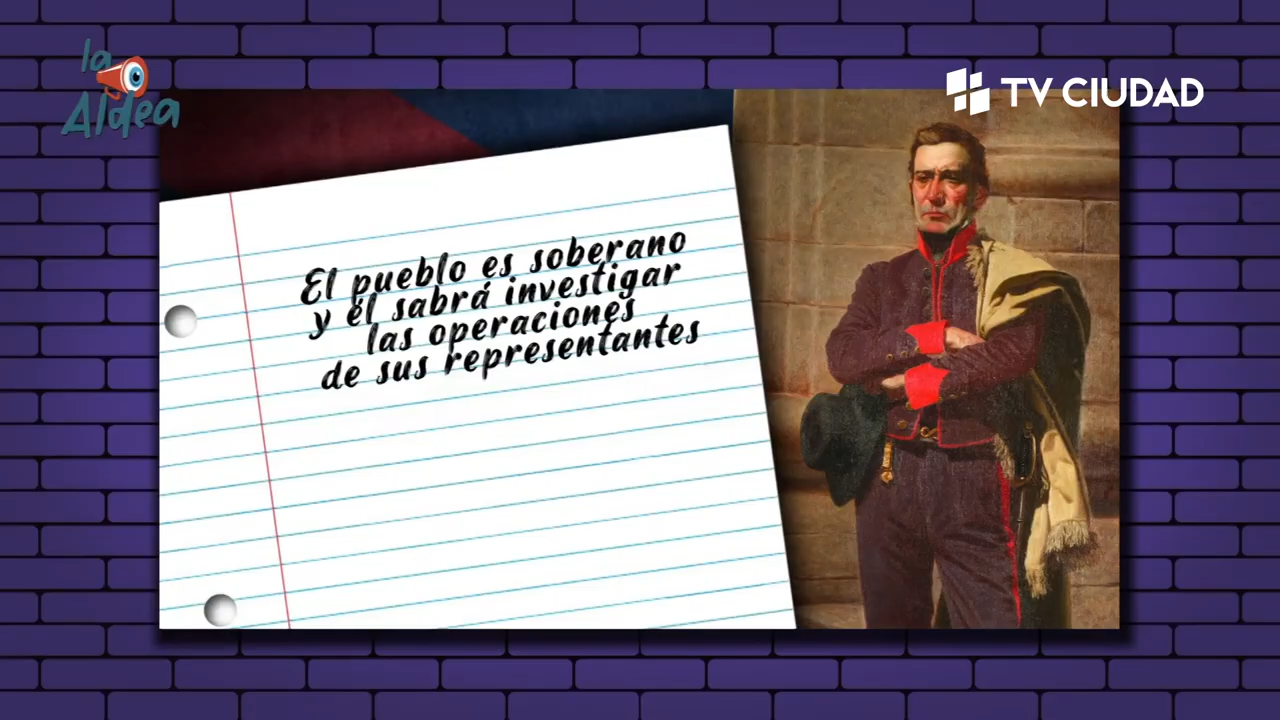 la
Aldea
TV CIUDAD
El pueblo es soberano
y él sabrá investigar
las operaciones
de sus representantes